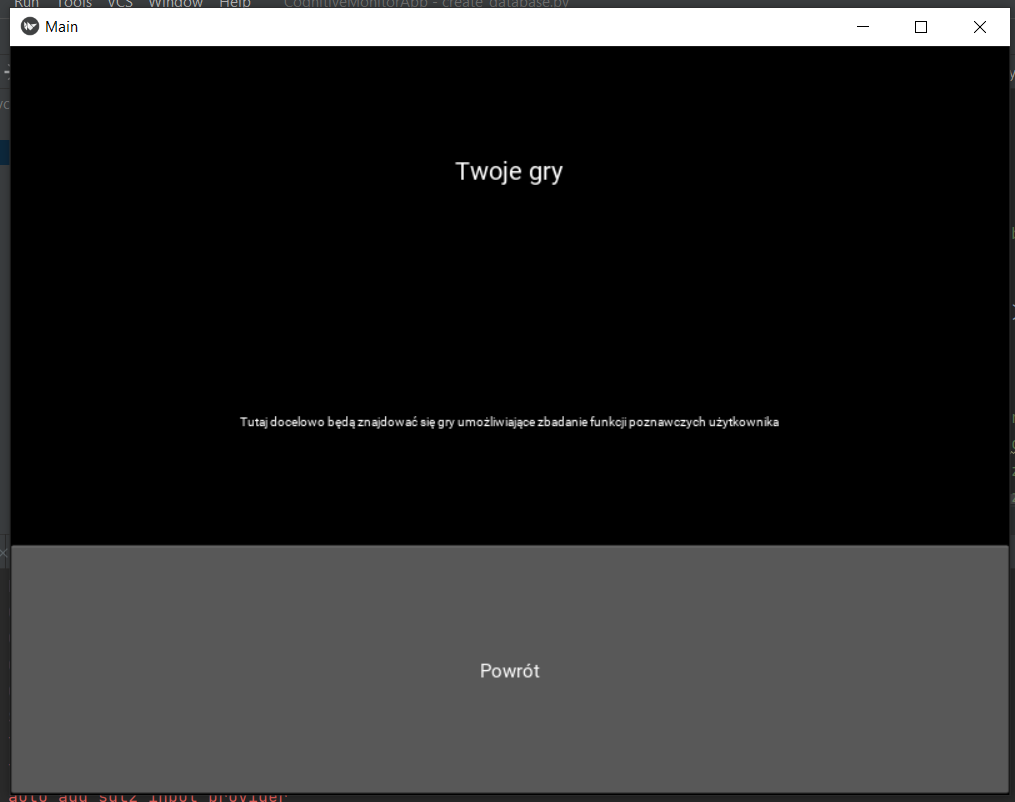 Run Tools VCS Window Help CognitiveMonitorApp - create_database.py
Main
Twoje gry
Tutaj docelowo będą znajdować się gry umożliwiające zbadanie funkcji poznawczych użytkownika
Powrót
auto add sdl2 input provider